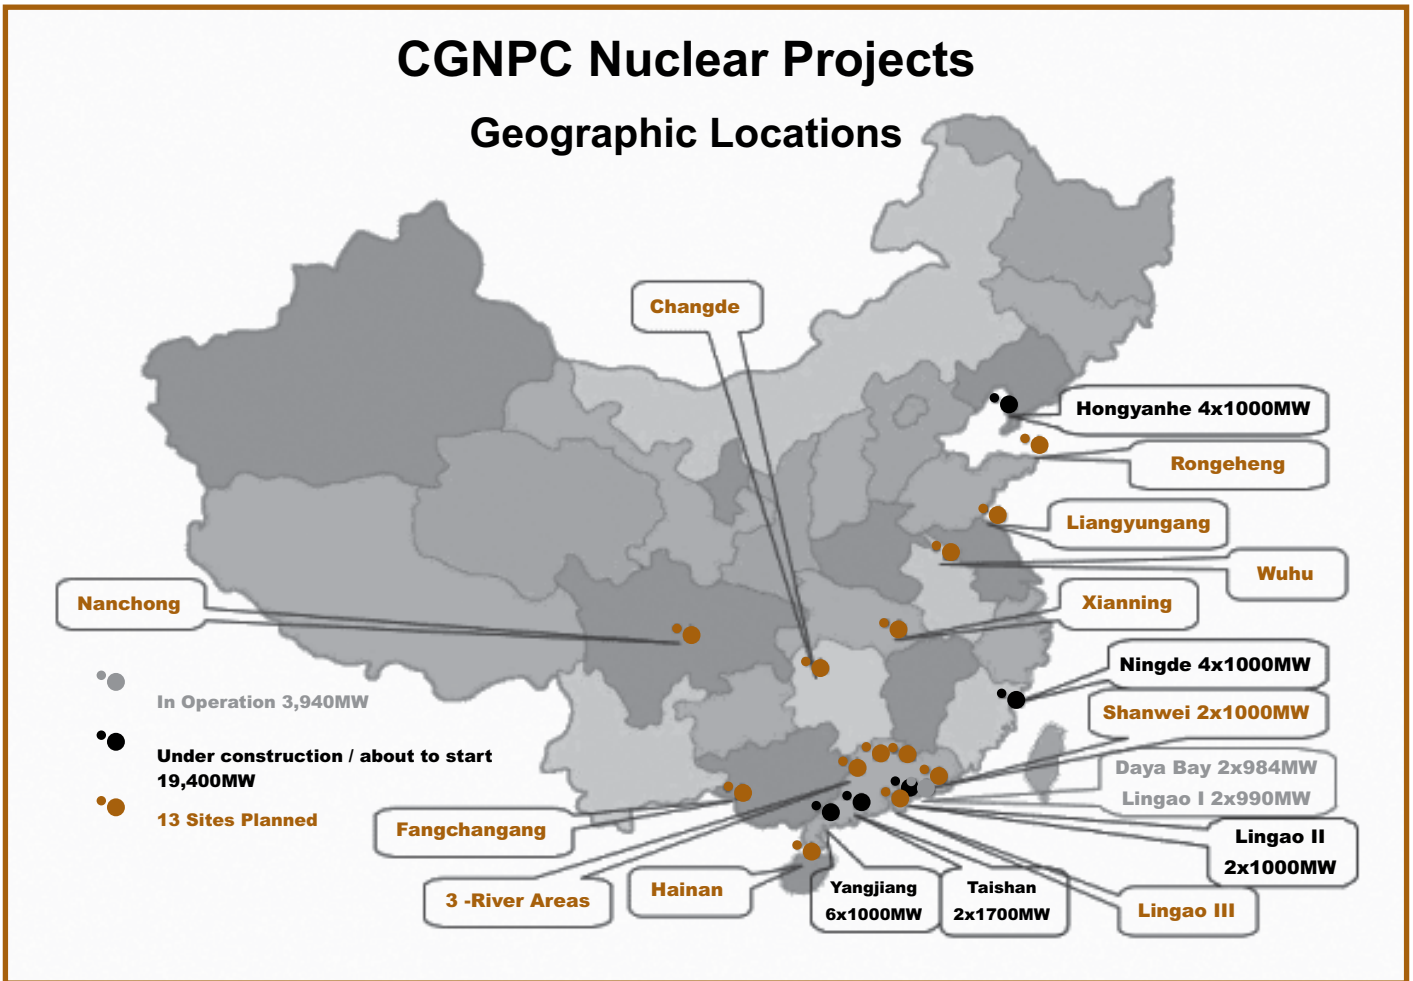 CGNPC Nuclear Projects
Geographic Locations
Changde
Hongyanhe 4x1000MW
Rongeheng
Liangyungang
Wuhu
Nanchong
Xianning
Ningde 4x1000MW
Shanwei 2x1000MW
In Operation 3,940MW
Under construction / about to start
19,400MW
13 Sites Planned
Daya Bay 2x984MW
Lingao I 2x990MW
Fangchangang
Lingao II
2x1000MW
3 -River Areas
Hainan
Yangjiang
6x1000MW
Taishan
2x1700MW
Lingao III